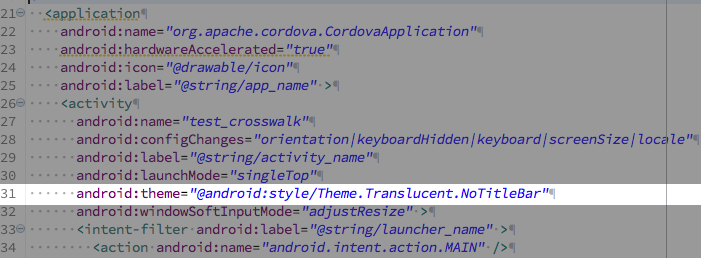 21 <application
22 android:name="org.apache.cordova.CordovaApplication"
23 android:hardwareAccelerated="true"
24 android:icon="@drawable/icon"
25 android:label="@string/app_name" >
26 <activity
27 android:name="test_crosswalk"
28 android:configChanges="orientation|keyboardHidden|keyboard|screenSize|locale"
29 android:label="@string/activity_name"
30 android:launchMode="singleTop"
31 android:theme="@android:style/Theme.Translucent.NoTitleBar"
32 android:windowSoftInputMode="adjustResize" >
33 <intent-filter android:label="@string/launcher_name" >
34 <action android:name="android.intent.action.MAIN" />